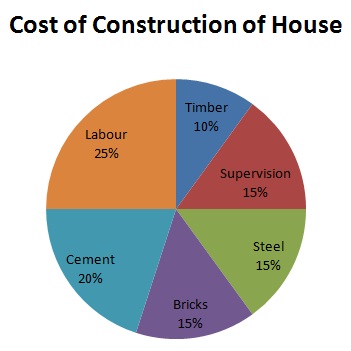 Cost of Construction of House
Timber
10%
Labour
25%
Supervision
15%
Steel
15%
Cement
20%
Bricks
15%